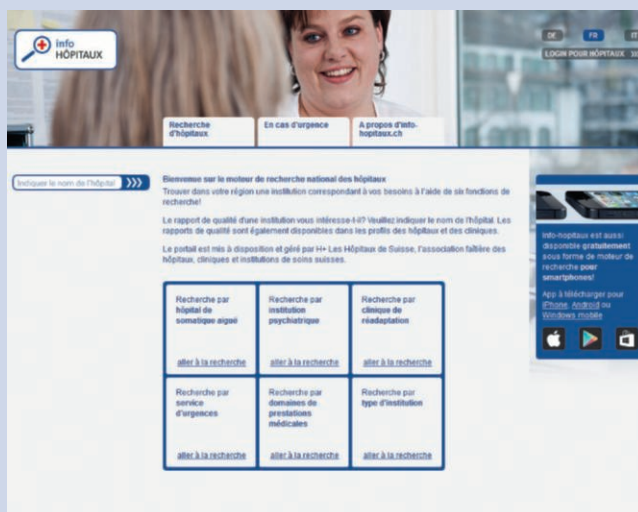 info
HÔPITAUX
DE FR IT
LOGIN POUR HÔPITAUX
Recherche
d'hôpitaux
En cas d'urgence
A propos d'info-
hopitaux.ch
Indiquer le nom de l'hôpital
Bienvenue sur le moteur de recherche national des hôpitaux
Trouver dans votre région une institution correspondant à vos besoins à l'aide de six fonctions de
recherche!
Le rapport de qualité d'une institution vous intéresse-t-il? Veuillez indiquer le nom de l'hôpital. Les
rapports de qualité sont également disponibles dans les profils des hôpitaux et des cliniques.
Le portail est mis à disposition et géré par H+ Les Hôpitaux de Suisse, l'association faîtière des
hôpitaux, cliniques et institutions de soins suisses.
Recherche par
hôpital de
somatique aiguë
aller à la recherche
Recherche par
institution
psychiatrique
aller à la recherche
Recherche par
clinique de
réadaptation
aller à la recherche
Recherche par
service
d'urgences
aller à la recherche
Recherche par
domaines de
prestations
médicales
aller à la recherche
Recherche par
type d'institution
aller à la recherche
Info-hopitaux est aussi
disponible gratuitement
sous forme de moteur de
recherche pour
smartphones!
App à télécharger pour
iPhone, Android ou
Windows mobile